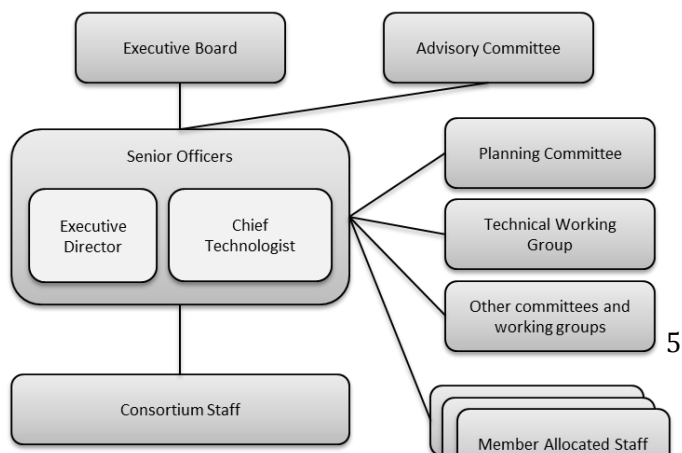 Executive Board
Advisory Committee
Senior Officers
Executive
Director
Chief
Technologist
Planning Committee
Technical Working
Group
Other committees and
working groups
5
Consortium Staff
Member Allocated Staff